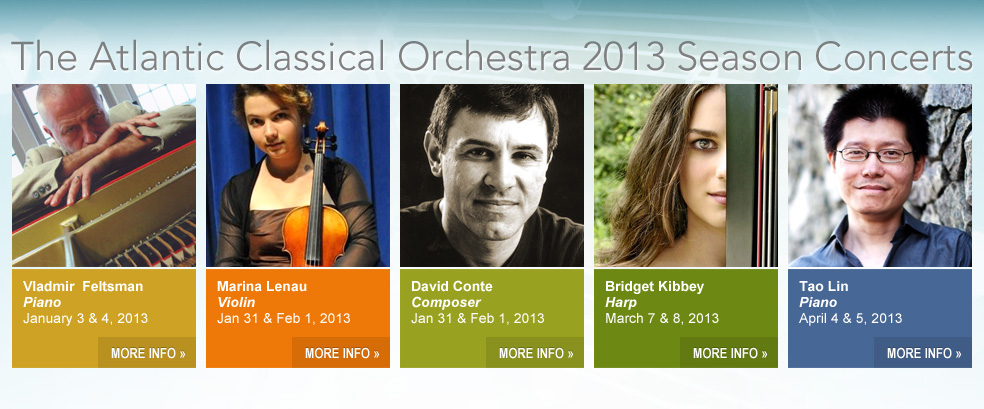 The Atlantic Classical Orchestra 2013 Season Concerts
Vladmir Feltsman
Piano
January 3 & 4, 2013
MORE INFO »
Marina Lenau
Violin
Jan 31 & Feb 1, 2013
MORE INFO »
David Conte
Composer
Jan 31 & Feb 1, 2013
MORE INFO »
Bridget Kibbey
Harp
March 7 & 8, 2013
MORE INFO »
Tao Lin
Piano
April 4 & 5, 2013
MORE INFO »